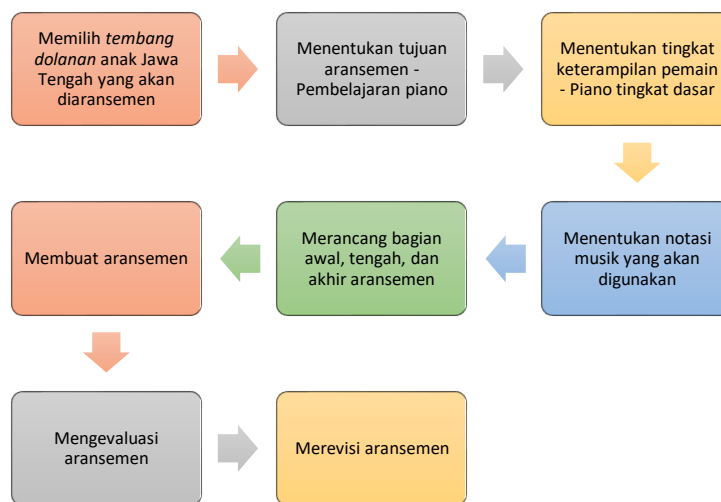 Memilih tembang
dolanan anak Jawa
Tengah yang akan
diaransemen
Menentukan tujuan
aransemen -
Pembelajaran piano
Menentukan tingkat
keterampilan pemain
- Piano tingkat dasar
Menentukan notasi
musik yang akan
digunakan
Merancang bagian
awal, tengah, dan
akhir aransemen
Membuat aransemen
Mengevaluasi
aransemen
Merevisi aransemen